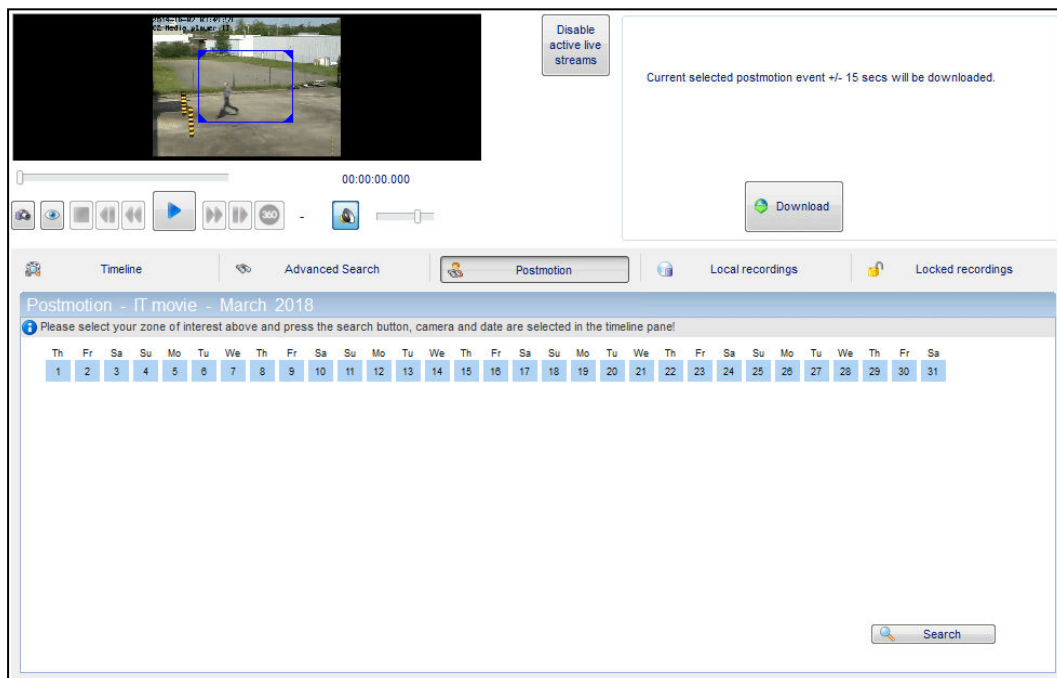 Disable
active live
streams
Current selected postmotion event +/- 15 secs will be downloaded.
00:00:00.000
360
-
Download
Timeline
Advanced Search
Postmotion
Local recordings
Locked recordings
Postmotion - IT movie - March 2018
Please select your zone of interest above and press the search button, camera and date are selected in the timeline pane!
Th Fr Sa Su Mo Tu We Th Fr Sa Su Mo Tu We Th Fr Sa Su Mo Tu We Th Fr Sa Su Mo Tu We Th Fr Sa
1 2 3 4 5 6 7 8 9 10 11 12 13 14 15 16 17 18 19 20 21 22 23 24 25 26 27 28 29 30 31
Search